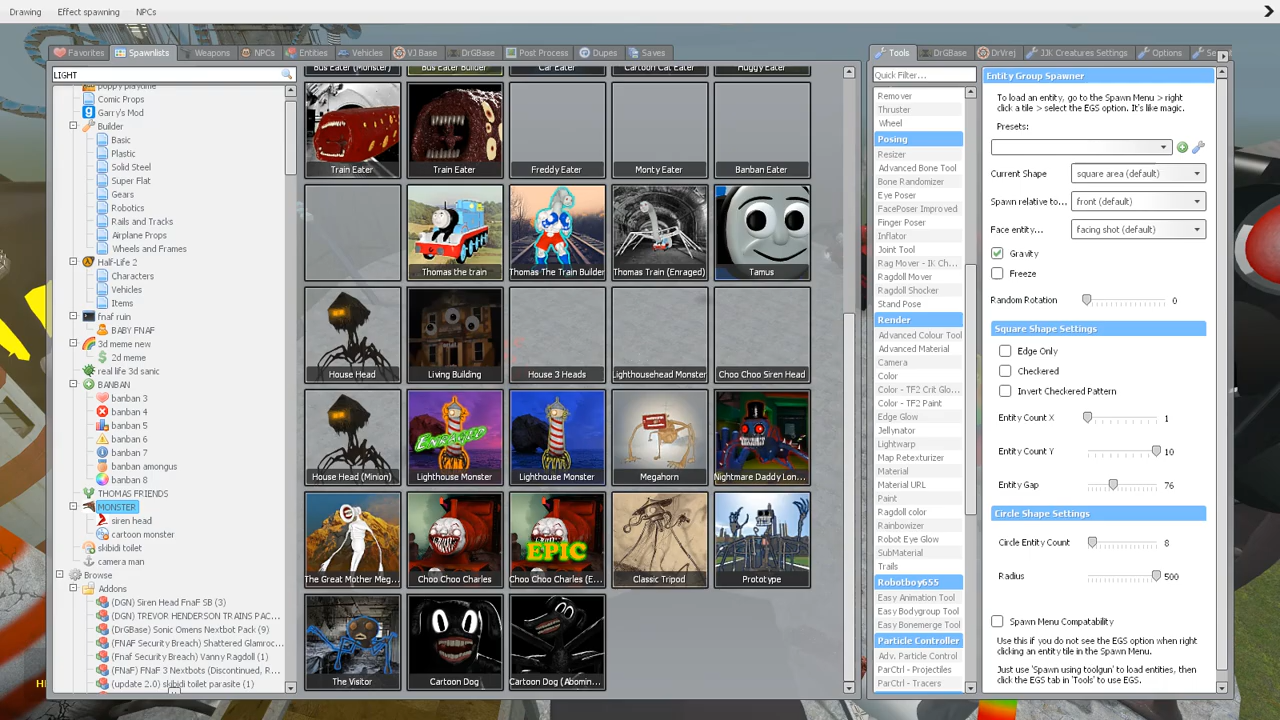 Drawing Effect spawning NPCs
Favorites Spawnlists Weapons NPCs Entities Vehicles VJ Base DrGBase Post Process Dupes Saves
LIGHT
poppy playtime
Comic Props
Garry's Mod
Builder
Basic
Plastic
Solid Steel
Super Flat
Gears
Robotics
Rails and Tracks
Airplane Props
Wheels and Frames
Half-Life 2
Characters
Vehicles
Items
fnaf ruin
BABY FNAF
3d meme new
2d meme
real life 3d sanic
BANBAN
banban 3
banban 4
banban 5
banban 6
banban 7
banban amongus
banban 8
THOMAS FRIENDS
MONSTER
siren head
cartoon monster
skibidi toilet
camera man
Browse
Addons
(DGN) Siren Head FnaF SB (3)
(DGN) TREVOR HENDERSON TRAINS PAC...
(DrGBase) Sonic Omens Nextbot Pack (9)
(FNAF Security Breach) Shattered Glamroc...
(Fnaf Security Breach) Vanny Ragdoll (1)
(FNaF) FNAF 3 Nextbots (Discontinued, R...
(update 2.0) skibidi toilet parasite (1)
Bus Eater (Monster) Bus Eater Builder Car Eater Cartoon Cat Eater Huggy Eater
Train Eater Train Eater Freddy Eater Monty Eater Banban Eater
Thomas the train Thomas The Train Builder Thomas Train (Enraged) Tamus
House Head Living Building House 3 Heads Lighthousehead Monster Choo Choo Siren Head
ENRAGED
House Head (Minion) Lighthouse Monster Lighthouse Monster Megahorn Nightmare Daddy Lon...
EPIC
The Great Mother Meg... Choo Choo Charles Choo Choo Charles (E... Classic Tripod Prototype
The Visitor Cartoon Dog Cartoon Dog (Abomin...
Tools DrGBase DrVrej JJK Creatures Settings Options Se
Quick Filter...
Remover
Thruster
Wheel
Posing
Resizer
Advanced Bone Tool
Bone Randomizer
Eye Poser
FacePoser Improved
Finger Poser
Inflator
Joint Tool
Rag Mover - IK Ch...
Ragdoll Mover
Ragdoll Shocker
Stand Pose
Render
Advanced Colour Tool
Advanced Material
Camera
Color
Color - TF2 Crit Glo...
Color - TF2 Paint
Edge Glow
Jellynator
Lightwarp
Map Retexturizer
Material
Material URL
Paint
Ragdoll color
Rainbowizer
Robot Eye Glow
SubMaterial
Trails
Robotboy655
Easy Animation Tool
Easy Bodygroup Tool
Easy Bonemerge Tool
Particle Controller
Adv. Particle Control
ParCtrl - Projectiles
ParCtrl - Tracers
Entity Group Spawner
To load an entity, go to the Spawn Menu > right
click a tile > select the EGS option. It's like magic.
Presets:
Current Shape square area (default)
Spawn relative to... front (default)
Face entity... facing shot (default)
Gravity
Freeze
Random Rotation 0
Square Shape Settings
Edge Only
Checkered
Invert Checkered Pattern
Entity Count X 1
Entity Count Y 10
Entity Gap 76
Circle Shape Settings
Circle Entity Count 8
Radius 500
Spawn Menu Compatability
Use this if you do not see the EGS option when right
clicking an entity tile in the Spawn Menu.
Just use 'Spawn using toolgun' to load entities, then
click the EGS tab in 'Tools' to use EGS.